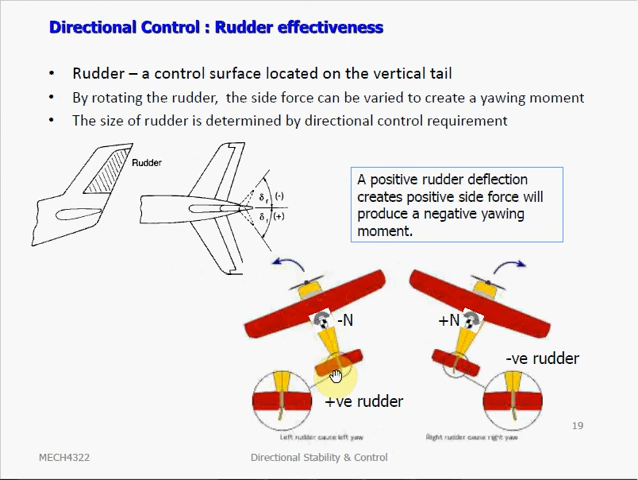 Directional Control : Rudder effectiveness
• Rudder – a control surface located on the vertical tail
• By rotating the rudder, the side force can be varied to create a yawing moment
• The size of rudder is determined by directional control requirement
Rudder
δr (-)
δr (+)
A positive rudder deflection
creates positive side force will
produce a negative yawing
moment.
-N
+N
-ve rudder
+ve rudder
Left rudder cause left yaw
Right rudder cause right yaw
19
MECH4322
Directional Stability & Control